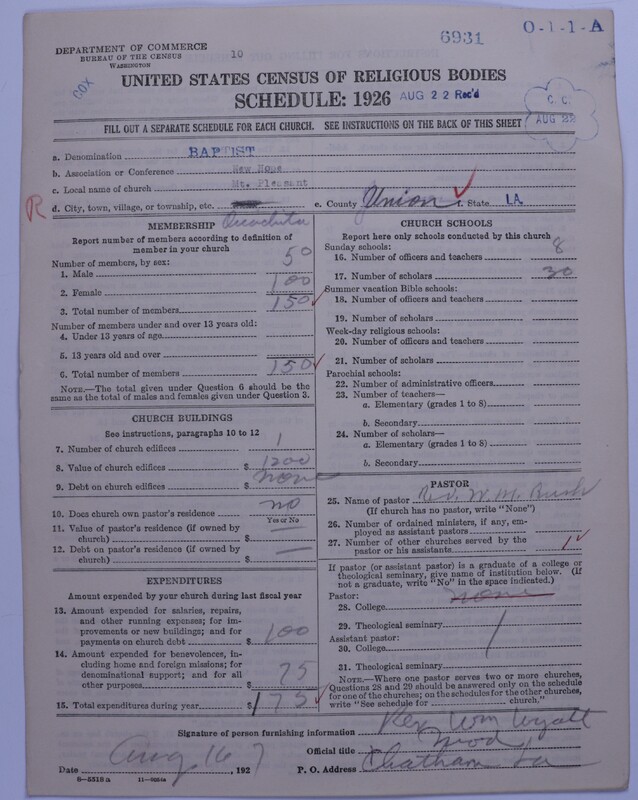 6931 O-1-1-A
DEPARTMENT OF COMMERCE
BUREAU OF THE CENSUS
WASHINGTON
10
COX
UNITED STATES CENSUS OF RELIGIOUS BODIES
SCHEDULE: 1926 AUG 22 Rec'd
C. C.
AUG 22
FILL OUT A SEPARATE SCHEDULE FOR EACH CHURCH. SEE INSTRUCTIONS ON THE BACK OF THIS SHEET
a. Denomination BAPTIST
b. Association or Conference New Hope
c. Local name of church Mt. Pleasant
R d. City, town, village, or township, etc. e. County Union f. State LA.
Ouachita
MEMBERSHIP
Report number of members according to definition of
member in your church
Number of members, by sex:
1. Male 50
2. Female 100
3. Total number of members 150
Number of members under and over 13 years old:
4. Under 13 years of age
5. 13 years old and over
6. Total number of members 150
NOTE.—The total given under Question 6 should be the
same as the total of males and females given under Question 3.
CHURCH BUILDINGS
See instructions, paragraphs 10 to 12
7. Number of church edifices 1
8. Value of church edifices $ 1200
9. Debt on church edifices $ none
10. Does church own pastor's residence no
Yes or No
11. Value of pastor's residence (if owned by
church) $ —
12. Debt on pastor's residence (if owned by
church) $ —
EXPENDITURES
Amount expended by your church during last fiscal year
13. Amount expended for salaries, repairs,
and other running expenses; for im-
provements or new buildings; and for
payments on church debt $ 100
14. Amount expended for benevolences, in-
cluding home and foreign missions; for
denominational support; and for all
other purposes $ 75
15. Total expenditures during year $ 175
CHURCH SCHOOLS
Report here only schools conducted by this church
Sunday schools:
16. Number of officers and teachers 8
17. Number of scholars 30
Summer vacation Bible schools:
18. Number of officers and teachers
19. Number of scholars
Week-day religious schools:
20. Number of officers and teachers
21. Number of scholars
Parochial schools:
22. Number of administrative officers
23. Number of teachers—
a. Elementary (grades 1 to 8)
b. Secondary
24. Number of scholars—
a. Elementary (grades 1 to 8)
b. Secondary
PASTOR
25. Name of pastor Rev. W. M. Rush
(If church has no pastor, write "None")
26. Number of ordained ministers, if any, em-
ployed as assistant pastors
27. Number of other churches served by the
pastor or his assistants 1
If pastor (or assistant pastor) is a graduate of a college or
theological seminary, give name of institution below. (If
not a graduate, write "No" in the space indicated.)
Pastor: none
28. College
29. Theological seminary
Assistant pastor:
30. College
31. Theological seminary
NOTE.—Where one pastor serves two or more churches,
Questions 28 and 29 should be answered only on the schedule
for one of the churches; on the schedules for the other churches,
write "See schedule for church."
Signature of person furnishing information Rev Wm Wyatt
Official title Mod
Date Aug 16, 1927 P. O. Address Chatham La
8-5318 a 11-9054a